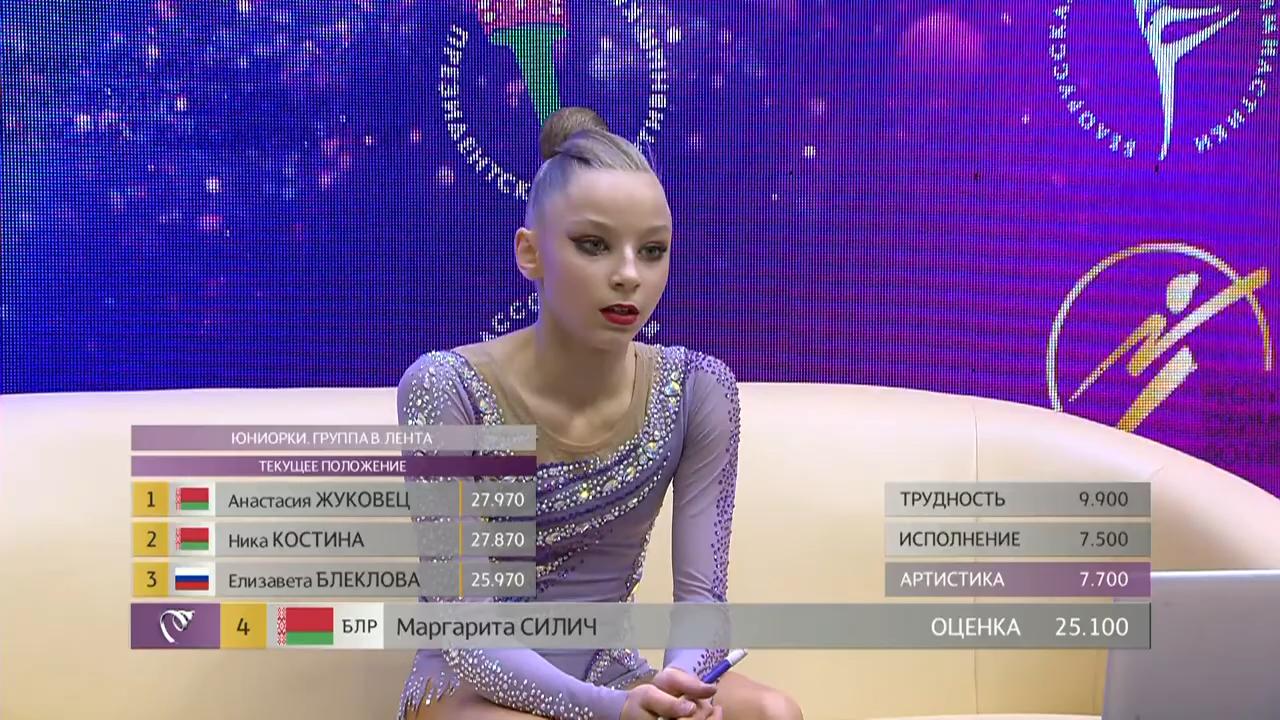 ЮНИОРКИ. ГРУППА В. ЛЕНТА
ТЕКУЩЕЕ ПОЛОЖЕНИЕ
1 Анастасия ЖУКОВЕЦ 27.970
2 Ника КОСТИНА 27.870
3 Елизавета БЛЕКЛОВА 25.970
ТРУДНОСТЬ 9.900
ИСПОЛНЕНИЕ 7.500
АРТИСТИКА 7.700
4 БЛР Маргарита СИЛИЧ ОЦЕНКА 25.100